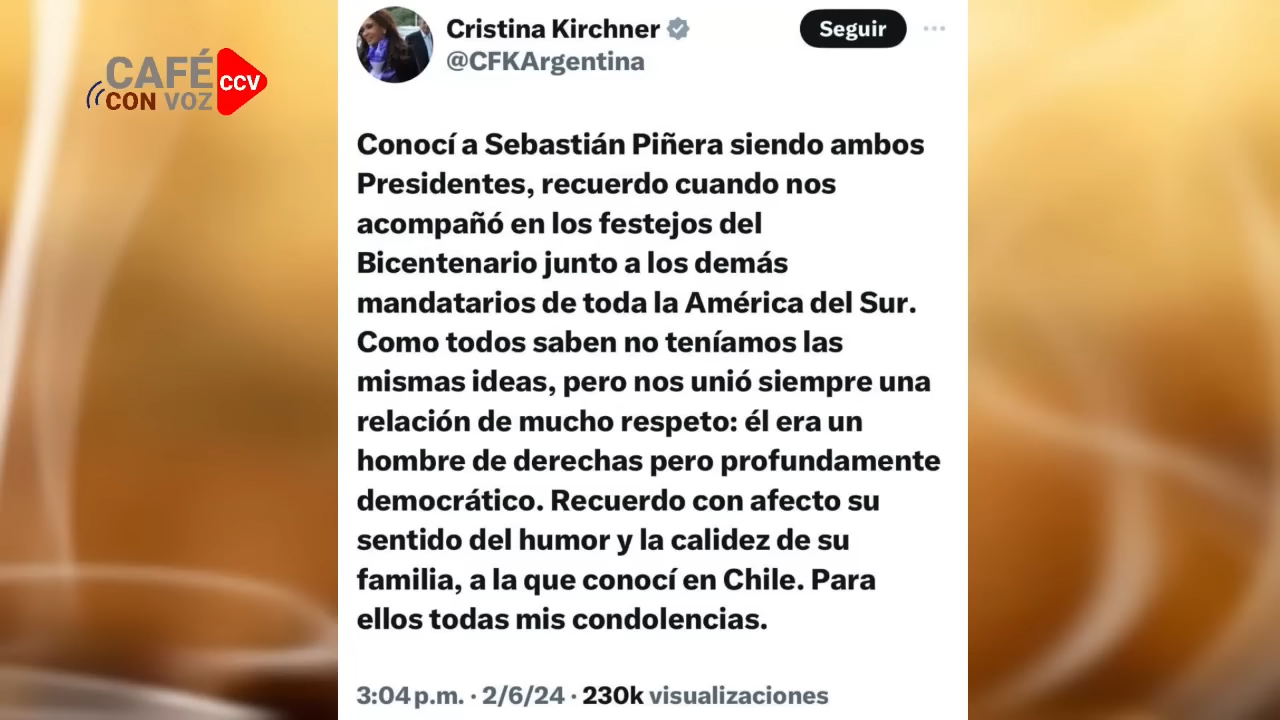 CAFÉ
CON VOZ
CCV
Cristina Kirchner
@CFKArgentina
Seguir
Conocí a Sebastián Piñera siendo ambos
Presidentes, recuerdo cuando nos
acompañó en los festejos del
Bicentenario junto a los demás
mandatarios de toda la América del Sur.
Como todos saben no teníamos las
mismas ideas, pero nos unió siempre una
relación de mucho respeto: él era un
hombre de derechas pero profundamente
democrático. Recuerdo con afecto su
sentido del humor y la calidez de su
familia, a la que conocí en Chile. Para
ellos todas mis condolencias.
3:04 p.m. · 2/6/24 · 230k visualizaciones